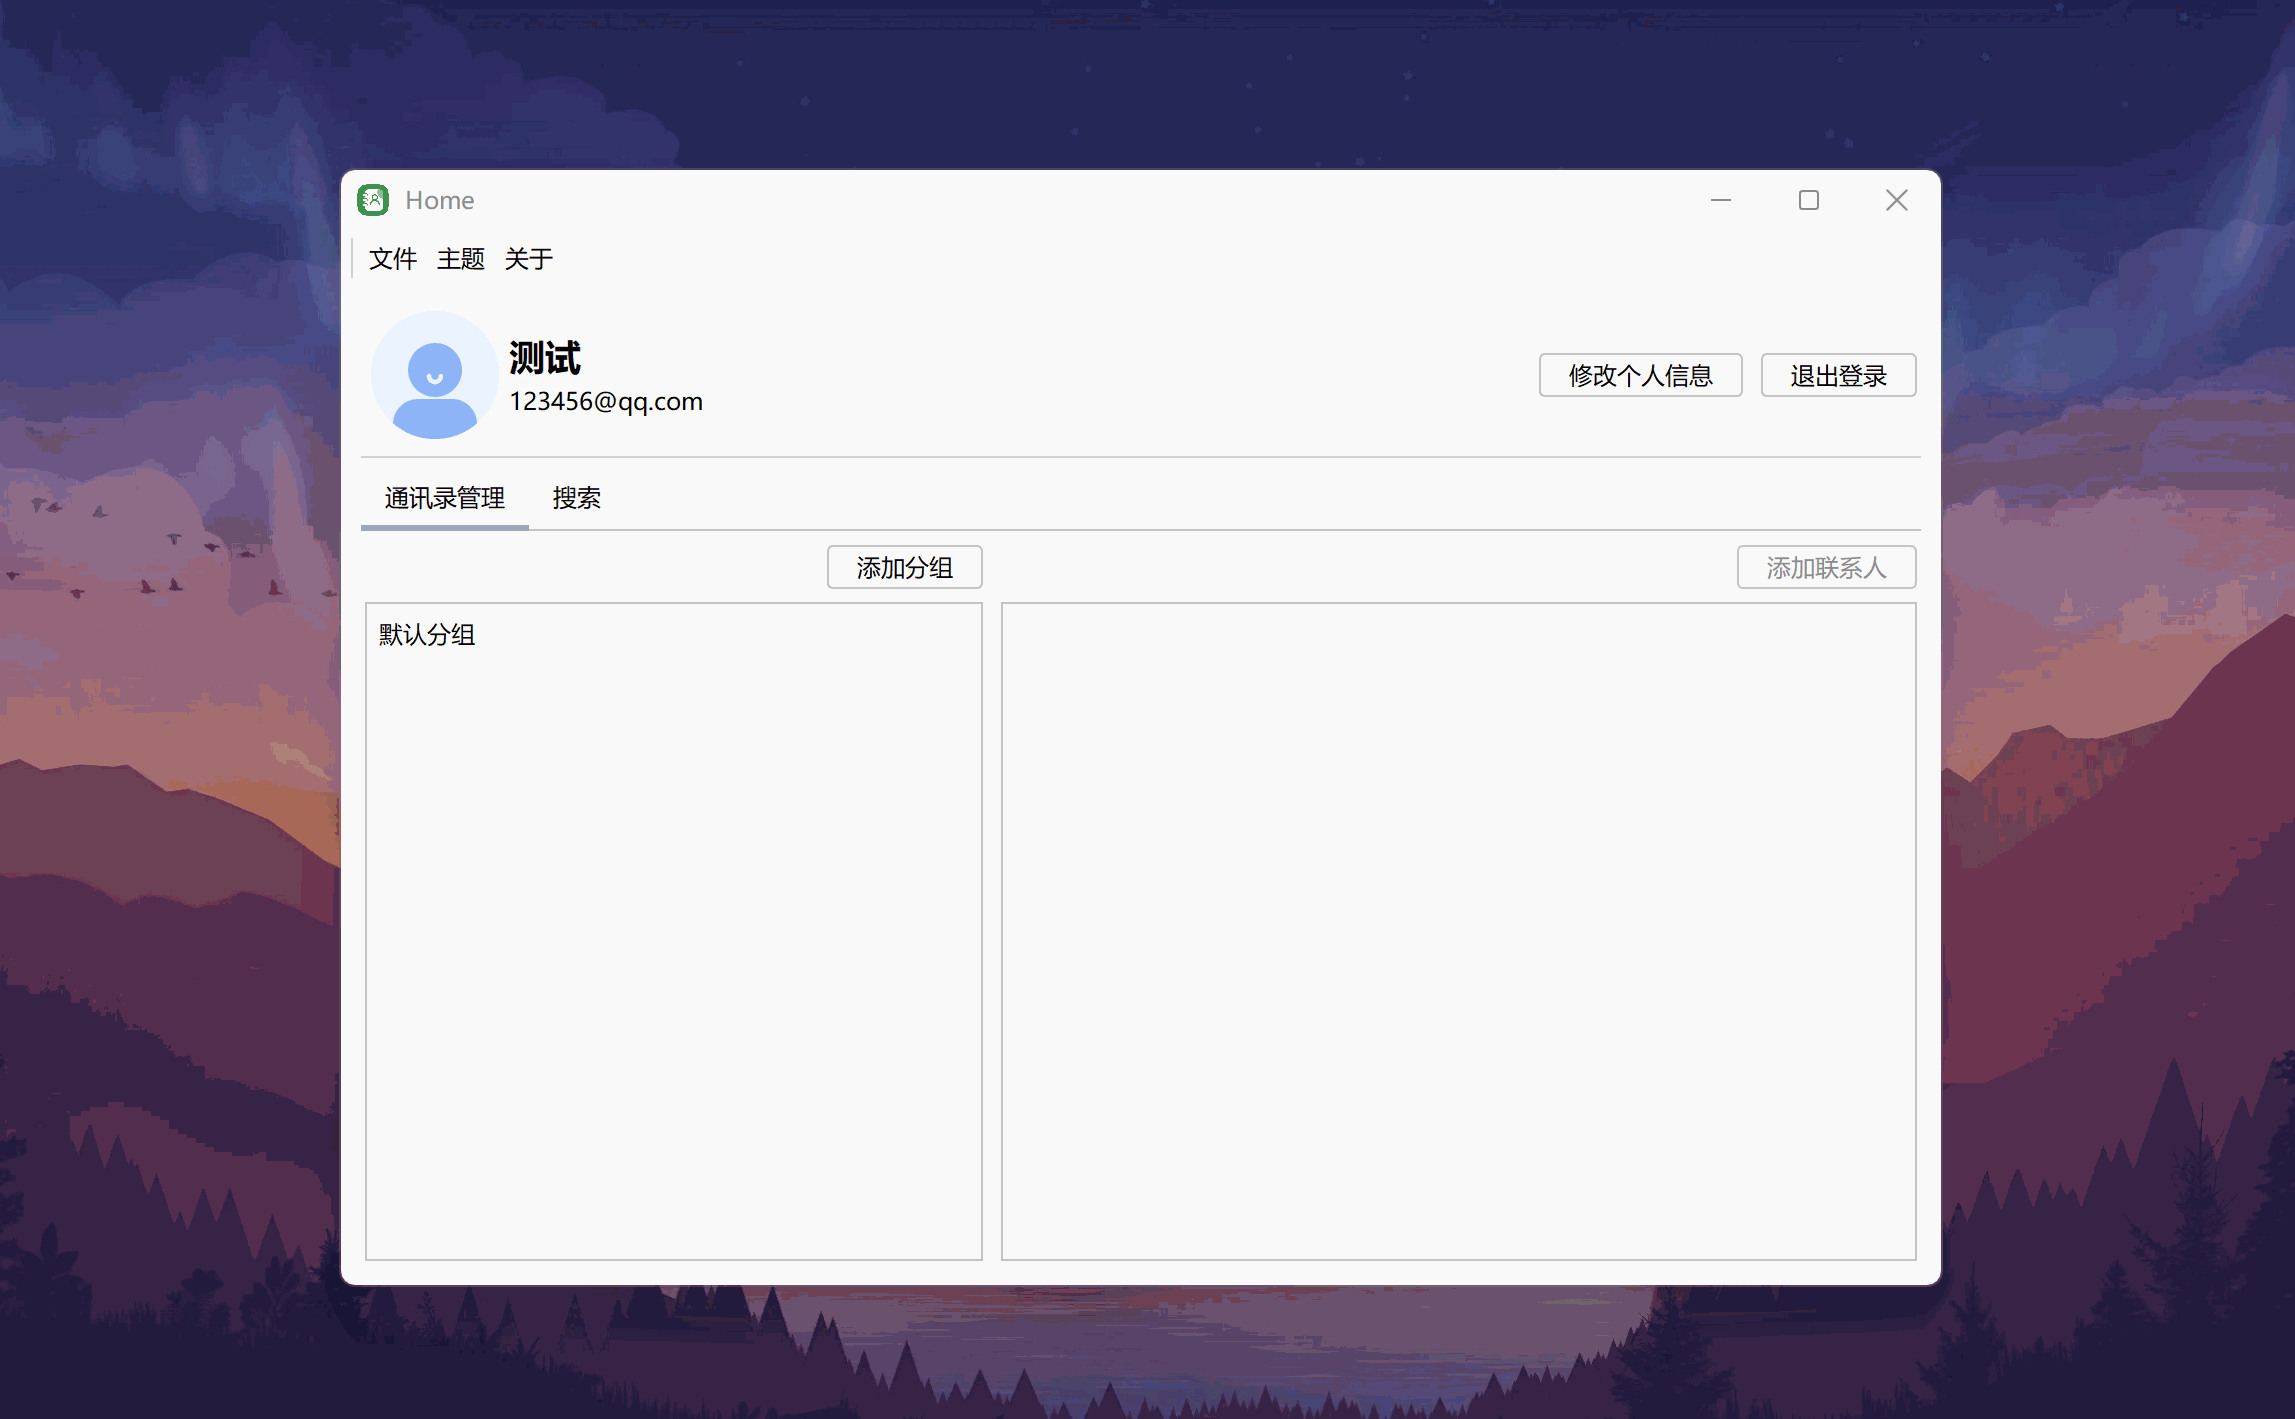 Home
文件 主题 关于
测试
123456@qq.com
修改个人信息 退出登录
通讯录管理 搜索
添加分组 添加联系人
默认分组